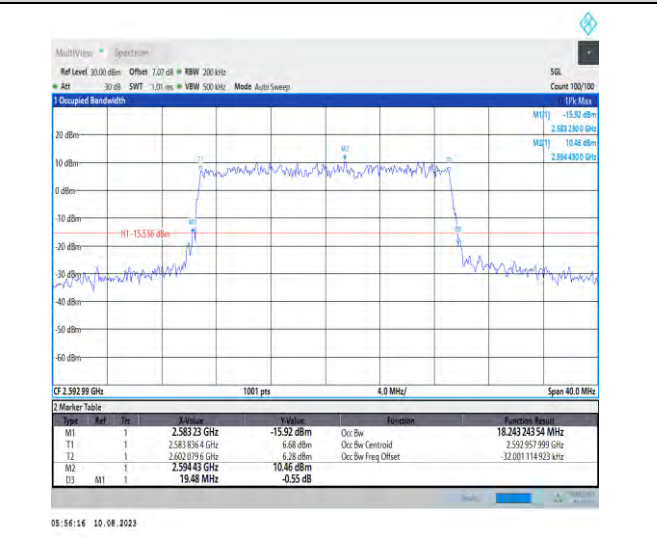 MultiView Spectrum
Ref Level 30.00 dBm Offset 7.07 dB RBW 200 kHz SGL
Att 30 dB SWT 1.01 ms VBW 500 kHz Mode Auto Sweep Count 100/100
1 Occupied Bandwidth 1Pk Max
M1[1] -15.92 dBm
2.583 230 0 GHz
20 dBm M2[1] 10.46 dBm
M2 2.594 430 0 GHz
10 dBm T1
0 dBm
-10 dBm M1
H1 -15.536 dBm
-20 dBm
-30 dBm
-40 dBm
-50 dBm
-60 dBm
CF 2.592 99 GHz 1001 pts 4.0 MHz/ Span 40.0 MHz
2 Marker Table
Type Ref Trc X-Value Y-Value Function Function Result
M1 1 2.583 23 GHz -15.92 dBm Occ Bw 18.243 243 54 MHz
T1 1 2.583 836 4 GHz 6.68 dBm Occ Bw Centroid 2.592 957 999 GHz
T2 1 2.602 079 6 GHz 6.28 dBm Occ Bw Freq Offset -32.001 114 923 kHz
M2 1 2.594 43 GHz 10.46 dBm
D3 M1 1 19.48 MHz -0.55 dB
05:56:16 10.08.2023